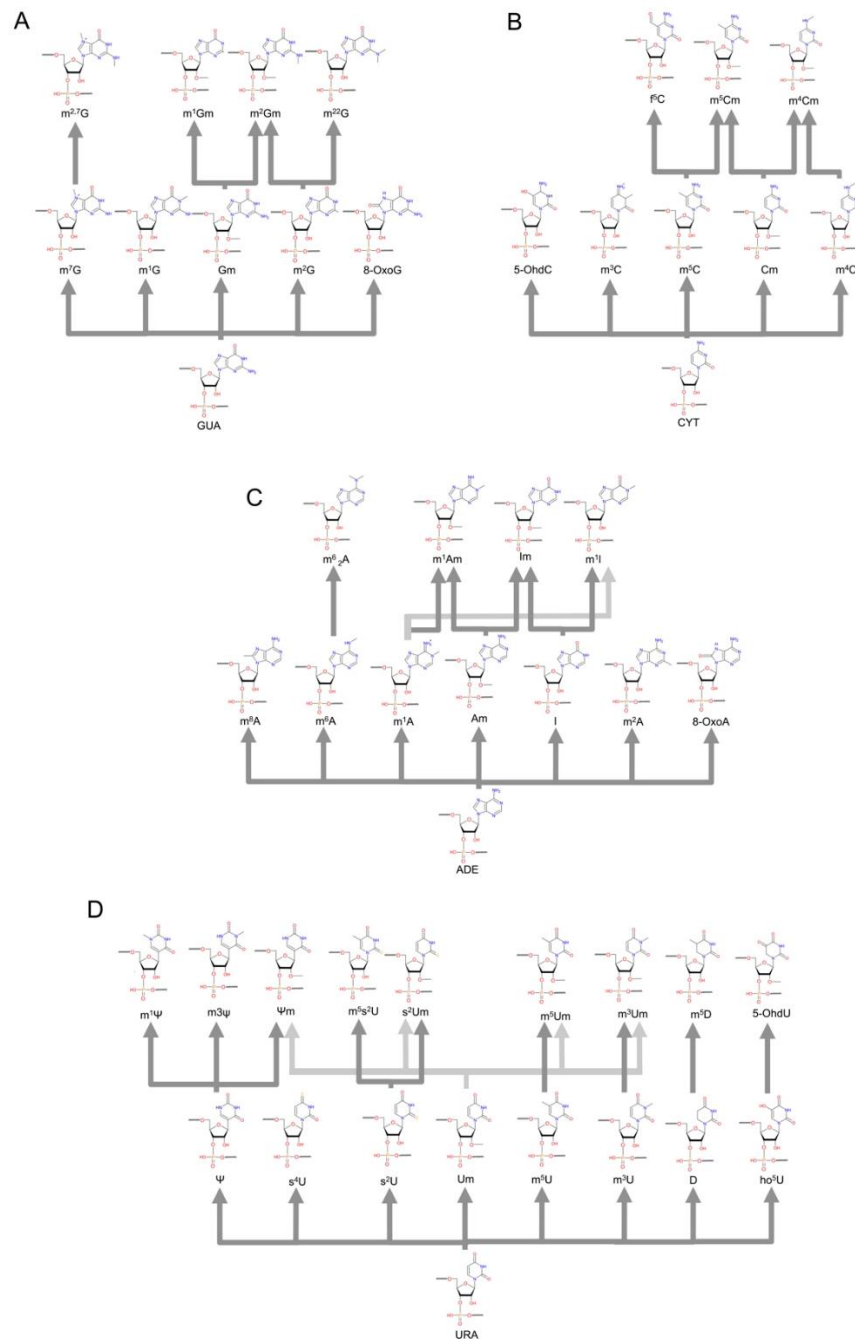 A
m²,⁷G m¹Gm m²Gm m²²G
m⁷G m¹G Gm m²G 8-OxoG
GUA
B
f⁵C m⁵Cm m⁴Cm
5-OhdC m³C m⁵C Cm m⁴C
CYT
C
m⁶₂A m¹Am Im m¹I
m⁸A m⁶A m¹A Am I m²A 8-OxoA
ADE
D
m¹Ψ m3ψ Ψm m⁵s²U s²Um m⁵Um m³Um m⁵D 5-OhdU
Ψ s⁴U s²U Um m⁵U m³U D ho⁵U
URA